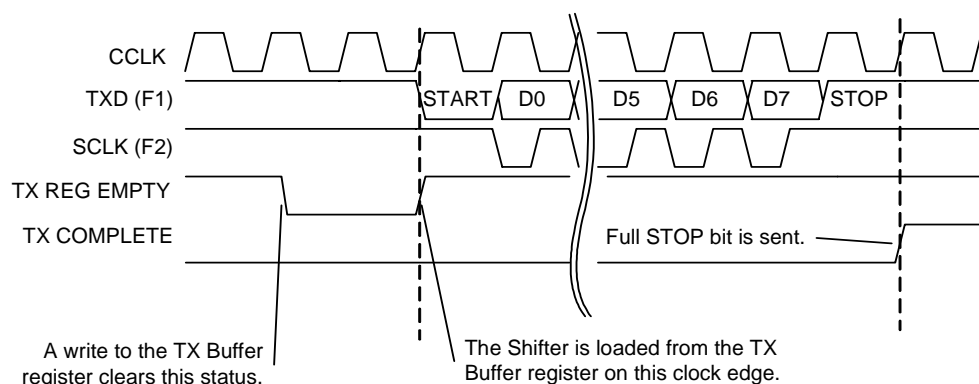 CCLK
TXD (F1)
START D0 D5 D6 D7 STOP
SCLK (F2)
TX REG EMPTY
TX COMPLETE
Full STOP bit is sent.
A write to the TX Buffer
register clears this status.
The Shifter is loaded from the TX
Buffer register on this clock edge.